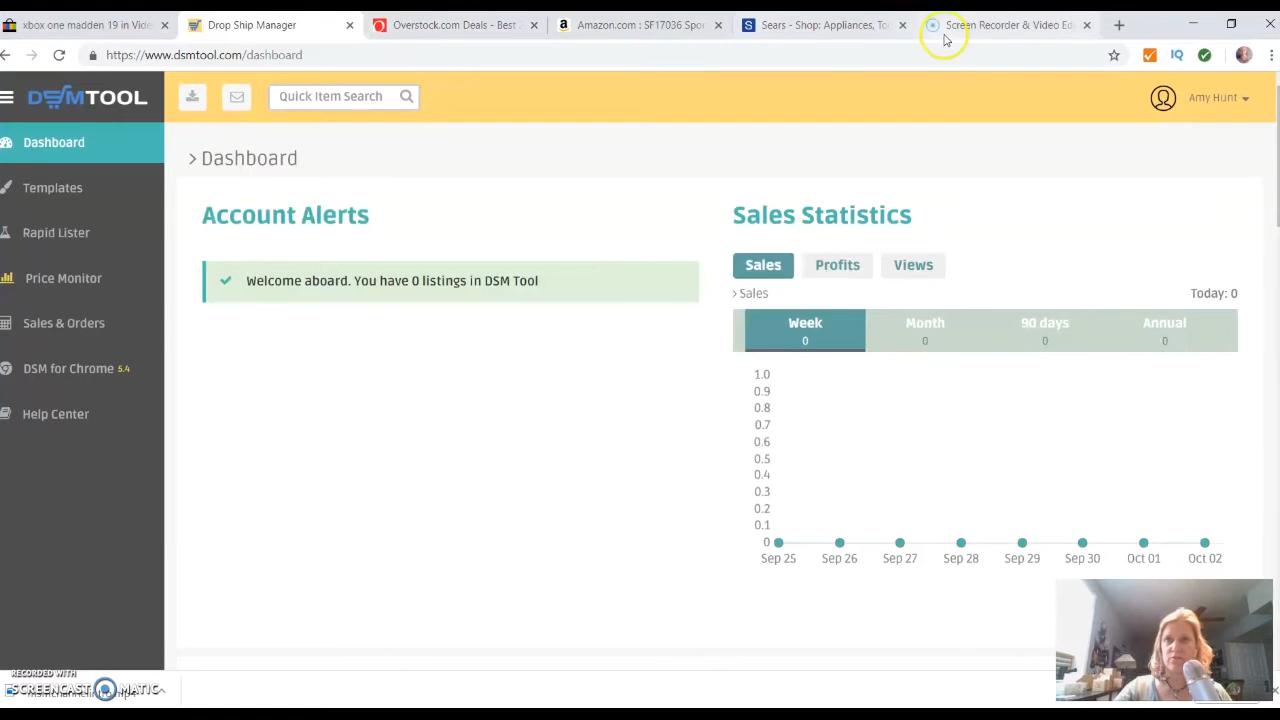 xbox one madden 19 in Vide
Drop Ship Manager
Overstock.com Deals - Best 2
Amazon.com : SF17036 Spo
Sears - Shop: Appliances, To
Screen Recorder & Video Ed
https://www.dsmtool.com/dashboard
DSMTOOL
Quick Item Search
Amy Hunt
Dashboard
Templates
Rapid Lister
Price Monitor
Sales & Orders
DSM for Chrome 5.4
Help Center
> Dashboard
Account Alerts
Welcome aboard. You have 0 listings in DSM Tool
Sales Statistics
Sales Profits Views
> Sales Today: 0
Week Month 90 days Annual
0 0 0 0
1.0
0.9
0.8
0.7
0.6
0.5
0.4
0.3
0.2
0.1
0
Sep 25 Sep 26 Sep 27 Sep 28 Sep 29 Sep 30 Oct 01 Oct 02
RECORDED WITH
SCREENCAST MATIC